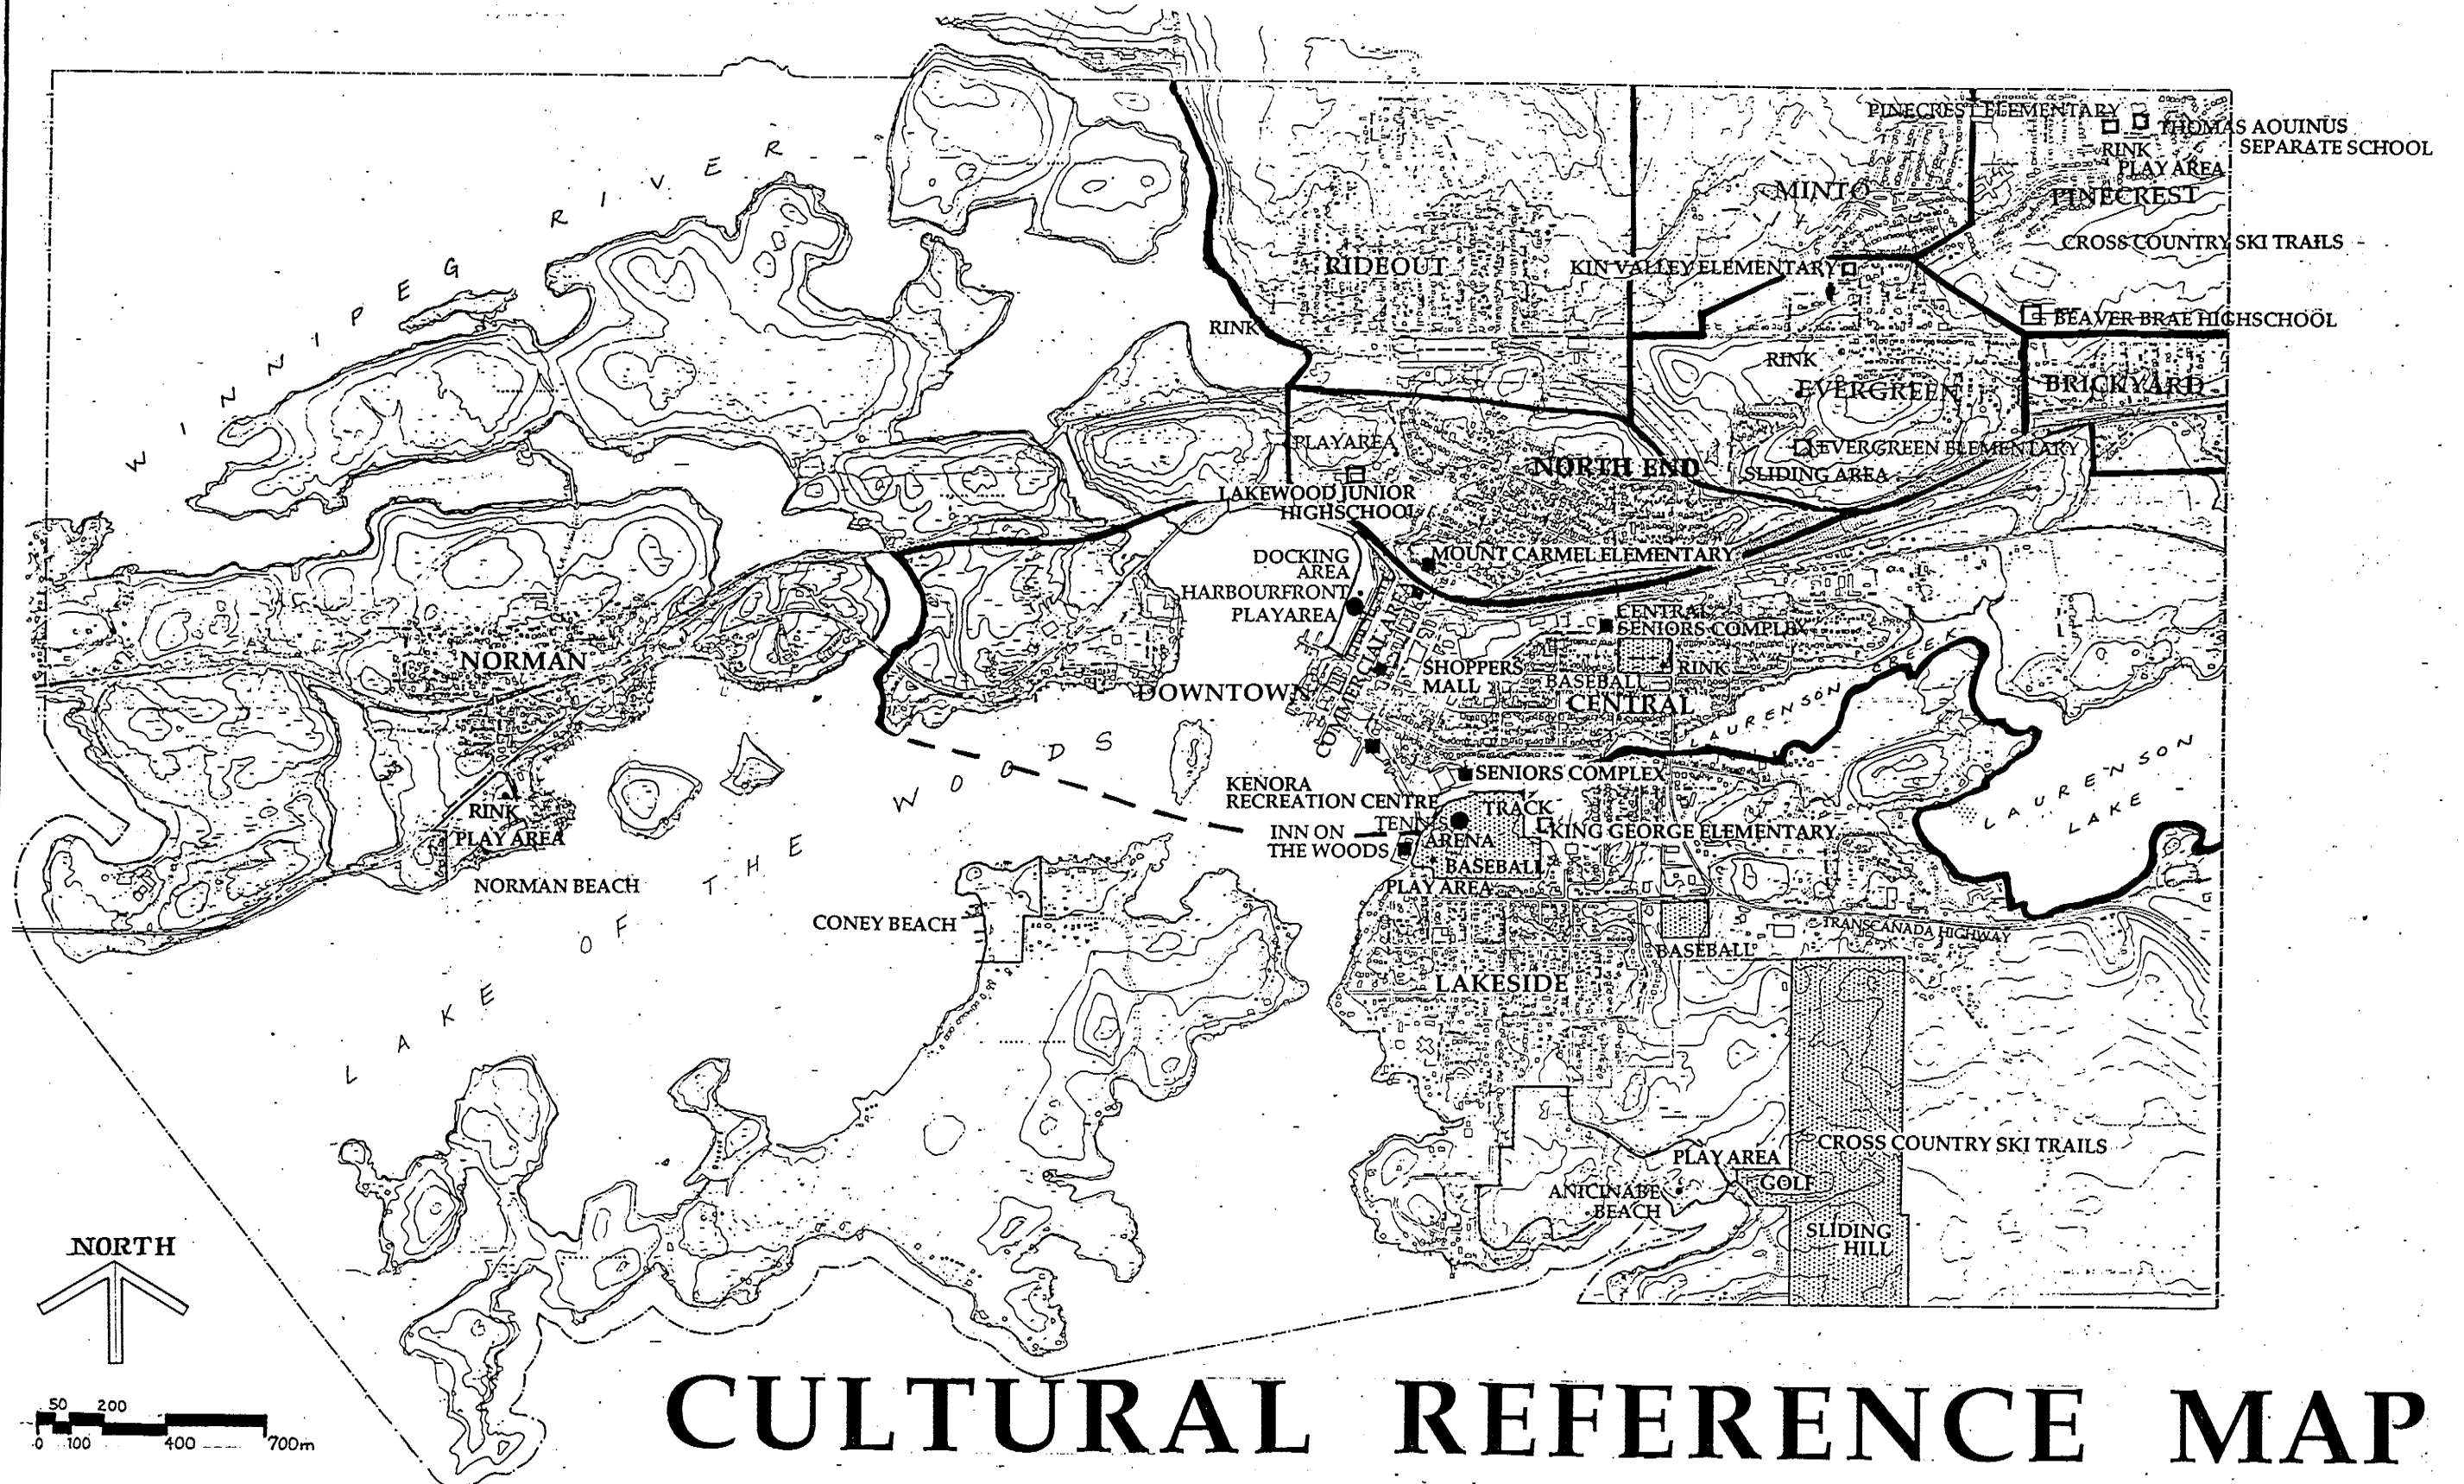 WINNIPEG RIVER
PINECREST ELEMENTARY
THOMAS AQUINUS
SEPARATE SCHOOL
RINK
PLAY AREA
MINTO
PINECREST
CROSS COUNTRY SKI TRAILS
RIDEOUT
KIN VALLEY ELEMENTARY
RINK
BEAVER BRAE HIGHSCHOOL
RINK
EVERGREEN
BRICKYARD
PLAYAREA
EVERGREEN ELEMENTARY
NORTH END
SLIDING AREA
LAKEWOOD JUNIOR
HIGHSCHOOL
MOUNT CARMEL ELEMENTARY
DOCKING
AREA
HARBOURFRONT
PLAYAREA
COMMERCIAL AREA
CENTRAL
SENIORS COMPLEX
NORMAN
SHOPPERS
MALL
RINK
BASEBALL
DOWNTOWN
CENTRAL
LAURENSON CREEK
LAURENSON
LAKE
SENIORS COMPLEX
KENORA
RECREATION CENTRE
TRACK
TENNIS
INN ON
THE WOODS
ARENA
KING GEORGE ELEMENTARY
BASEBALL
PLAY AREA
RINK
PLAY AREA
NORMAN BEACH
LAKE OF THE WOODS
CONEY BEACH
TRANSCANADA HIGHWAY
BASEBALL
LAKESIDE
CROSS COUNTRY SKI TRAILS
PLAY AREA
GOLF
ANICINABE
BEACH
SLIDING
HILL
NORTH
50 200
0 100 400 700m
CULTURAL REFERENCE MAP